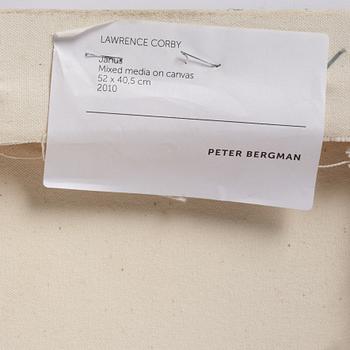 LAWRENCE CORBY
Janus
Mixed media on canvas
52 x 40,5 cm
2010
PETER BERGMAN